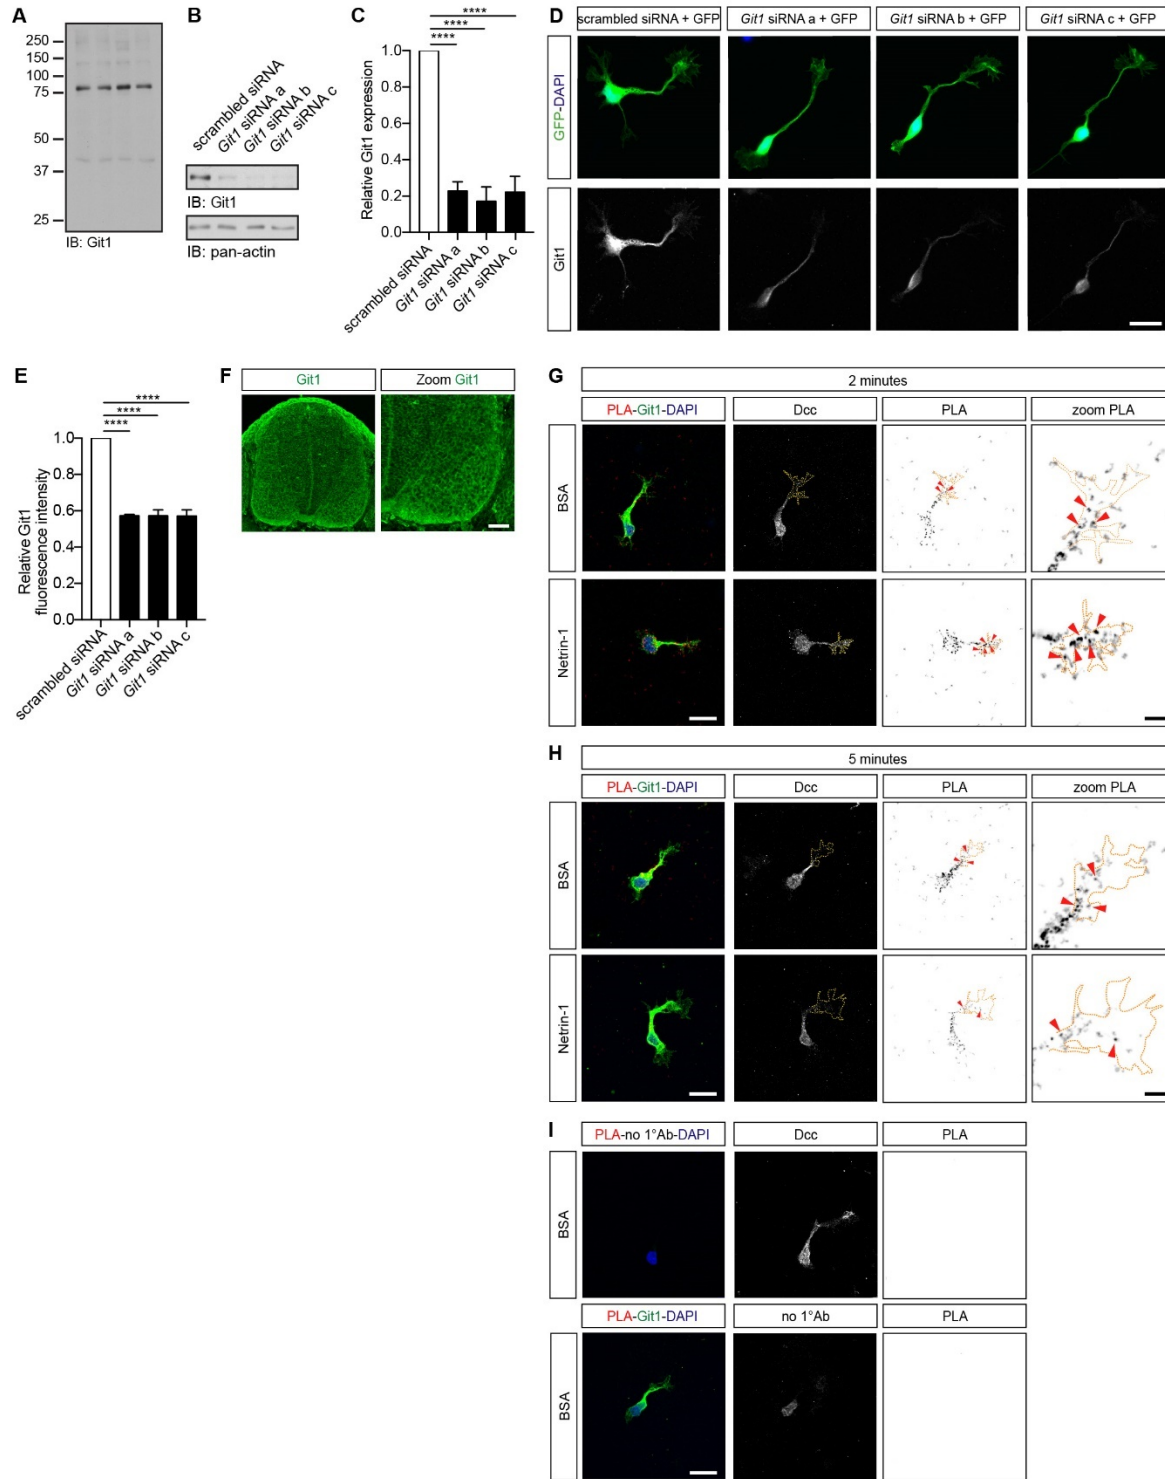 A
250
150
100
75
50
37
25
IB: Git1
B
scrambled siRNA
Git1 siRNA a
Git1 siRNA b
Git1 siRNA c
IB: Git1
IB: pan-actin
C
****
****
****
Relative Git1 expression
1.0
0.8
0.6
0.4
0.2
0.0
scrambled siRNA
Git1 siRNA a
Git1 siRNA b
Git1 siRNA c
D
scrambled siRNA + GFP
Git1 siRNA a + GFP
Git1 siRNA b + GFP
Git1 siRNA c + GFP
GFP-DAPI
Git1
E
****
****
****
Relative Git1
fluorescence intensity
1.0
0.8
0.6
0.4
0.2
0.0
scrambled siRNA
Git1 siRNA a
Git1 siRNA b
Git1 siRNA c
F
Git1
Zoom Git1
G
2 minutes
PLA-Git1-DAPI
Dcc
PLA
zoom PLA
BSA
Netrin-1
H
5 minutes
PLA-Git1-DAPI
Dcc
PLA
zoom PLA
BSA
Netrin-1
I
PLA-no 1°Ab-DAPI
Dcc
PLA
BSA
PLA-Git1-DAPI
no 1°Ab
PLA
BSA